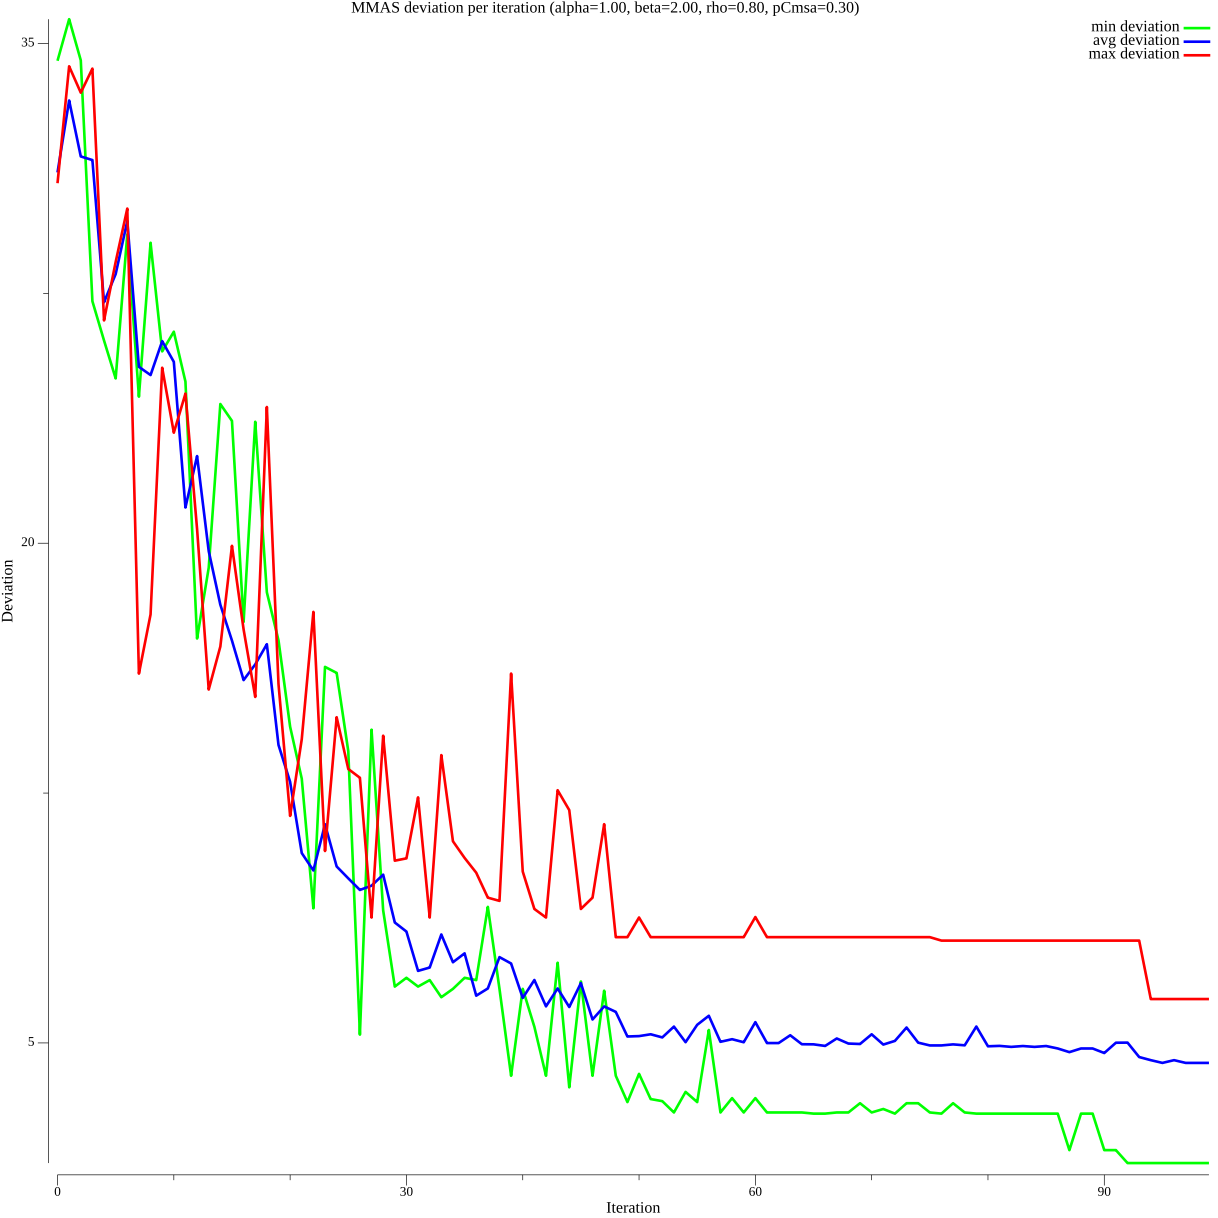 MMAS deviation per iteration (alpha=1.00, beta=2.00, rho=0.80, pCmsa=0.30)
min deviation
avg deviation
max deviation
35
20
5
Deviation
0 30 60 90
Iteration